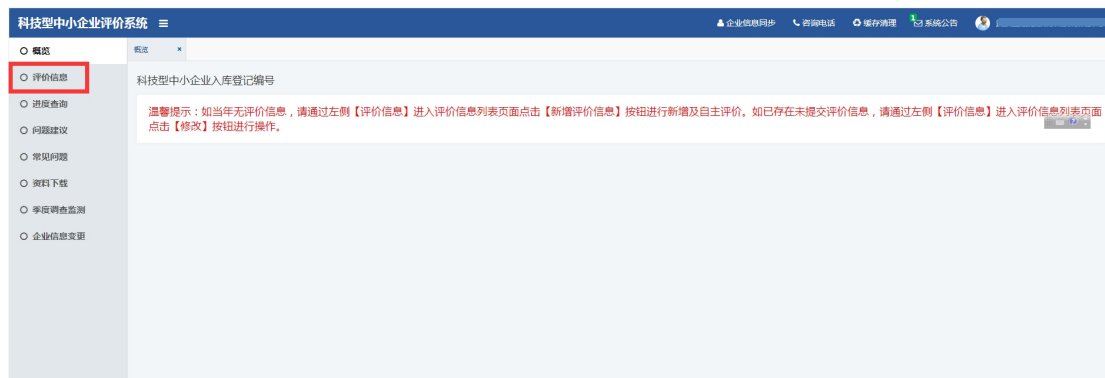 科技型中小企业评价系统
企业信息同步 咨询电话 缓存清理 1 系统公告
概览
评价信息
进度查询
问题建议
常见问题
资料下载
季度调查监测
企业信息变更
概览 ×
科技型中小企业入库登记编号
温馨提示：如当年无评价信息，请通过左侧【评价信息】进入评价信息列表页面点击【新增评价信息】按钮进行新增及自主评价。如已存在未提交评价信息，请通过左侧【评价信息】进入评价信息列表页面
点击【修改】按钮进行操作。